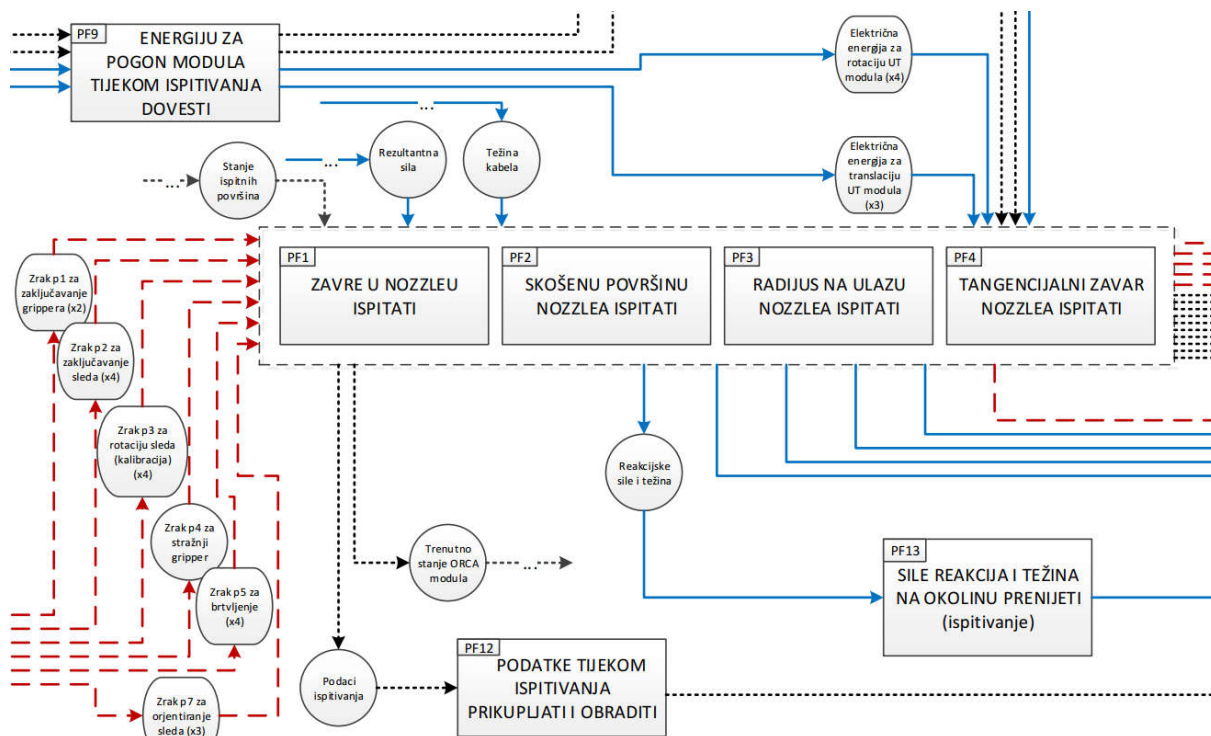 PF9
ENERGIJU ZA
POGON MODULA
TIJEKOM ISPITIVANJA
DOVESTI
Električna
energija za
rotaciju UT
modula (x4)
...
...
Rezultantna
sila
Težina
kabela
Električna
energija za
translaciju
UT modula
(x3)
...
Stanje
ispitnih
površina
PF1
ZAVRE U NOZZLEU
ISPITATI
PF2
SKOŠENU POVRŠINU
NOZZLEA ISPITATI
PF3
RADIJUS NA ULAZU
NOZZLEA ISPITATI
PF4
TANGENCIJALNI ZAVAR
NOZZLEA ISPITATI
Zrak p1 za
zaključavanje
grippera (x2)
Zrak p2 za
zaključavanje
sleda (x4)
Zrak p3 za
rotaciju sleda
(kalibracija)
(x4)
Zrak p4 za
stražnji
gripper
Zrak p5 za
brtvljenje
(x4)
Zrak p7 za
orjentiranje
sleda (x3)
Reakcijske
sile i težina
Trenutno
stanje ORCA
modula
...
PF13
SILE REAKCIJA I TEŽINA
NA OKOLINU PRENIJETI
(ispitivanje)
Podaci
ispitivanja
PF12
PODATKE TIJEKOM
ISPITIVANJA
PRIKUPLJATI I OBRADITI